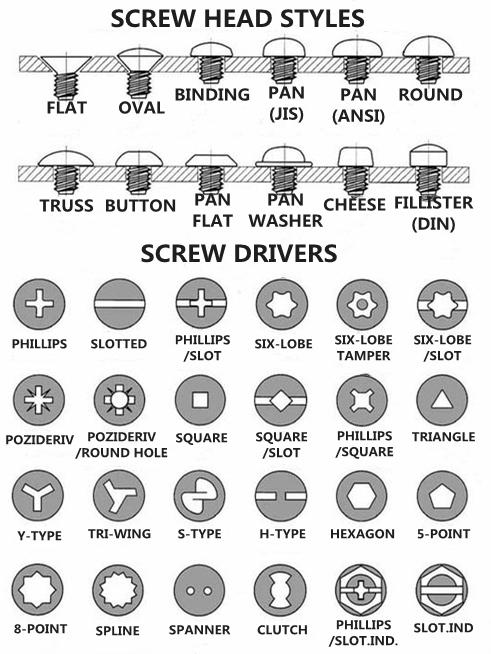 SCREW HEAD STYLES
FLAT
OVAL
BINDING
PAN
(JIS)
PAN
(ANSI)
ROUND
TRUSS
BUTTON
PAN
FLAT
PAN
WASHER
CHEESE
FILLISTER
(DIN)
SCREW DRIVERS
PHILLIPS
SLOTTED
PHILLIPS
/SLOT
SIX-LOBE
SIX-LOBE
TAMPER
SIX-LOBE
/SLOT
POZIDERIV
POZIDERIV
/ROUND HOLE
SQUARE
SQUARE
/SLOT
PHILLIPS
/SQUARE
TRIANGLE
Y-TYPE
TRI-WING
S-TYPE
H-TYPE
HEXAGON
5-POINT
8-POINT
SPLINE
SPANNER
CLUTCH
PHILLIPS
/SLOT.IND.
SLOT.IND